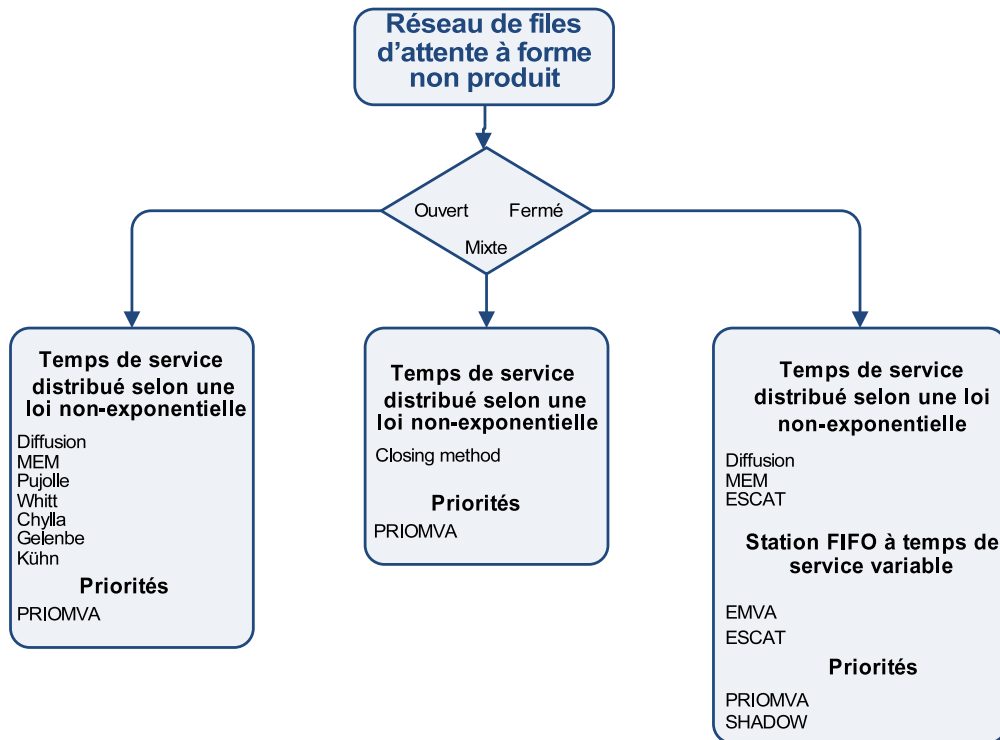 Réseau de files
d'attente à forme
non produit
Ouvert
Fermé
Mixte
Temps de service
distribué selon une
loi non-exponentielle
Diffusion
MEM
Pujolle
Whitt
Chylla
Gelenbe
Kühn
Priorités
PRIOMVA
Temps de service
distribué selon une
loi non-exponentielle
Closing method
Priorités
PRIOMVA
Temps de service
distribué selon une loi
non-exponentielle
Diffusion
MEM
ESCAT
Station FIFO à temps de
service variable
EMVA
ESCAT
Priorités
PRIOMVA
SHADOW